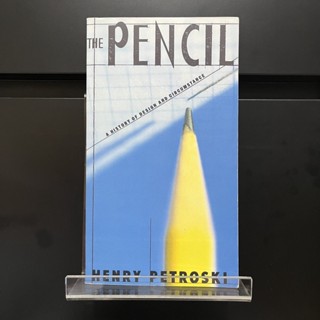 THE PENCIL
A HISTORY OF DESIGN AND CIRCUMSTANCE
HENRY PETROSKI